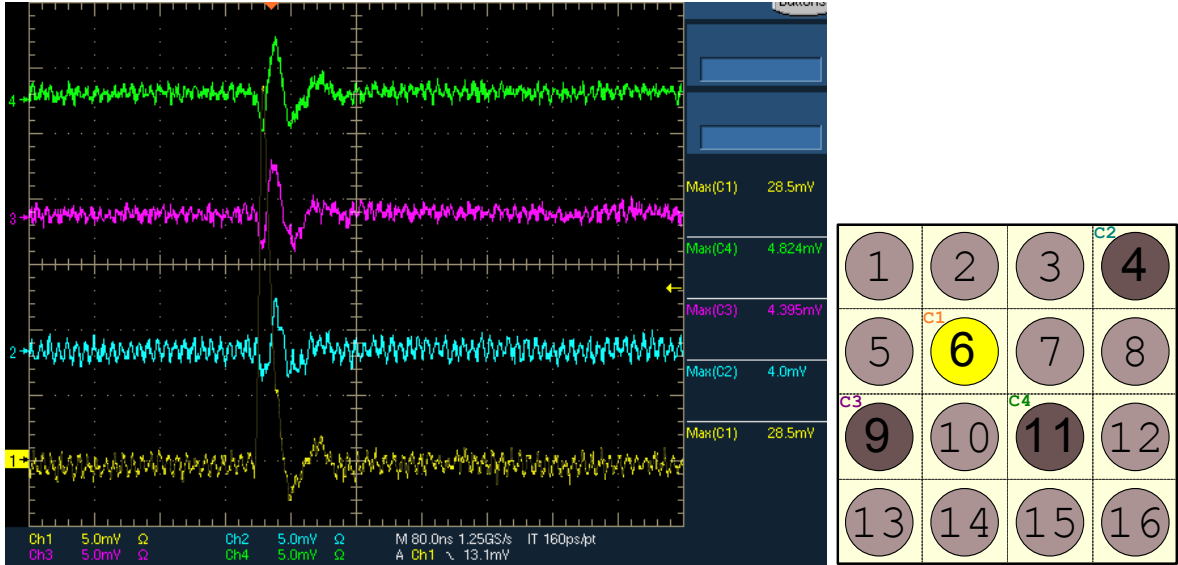 Buttons
4
3
2
1
Max(C1) 28.5mV
Max(C4) 4.824mV
Max(C3) 4.395mV
Max(C2) 4.0mV
Max(C1) 28.5mV
Ch1 5.0mV Ω Ch2 5.0mV Ω M 80.0ns 1.25GS/s IT 160ps/pt
Ch3 5.0mV Ω Ch4 5.0mV Ω A Ch1 \ 13.1mV
C2
1 2 3 4
C1
5 6 7 8
C3 C4
9 10 11 12
13 14 15 16